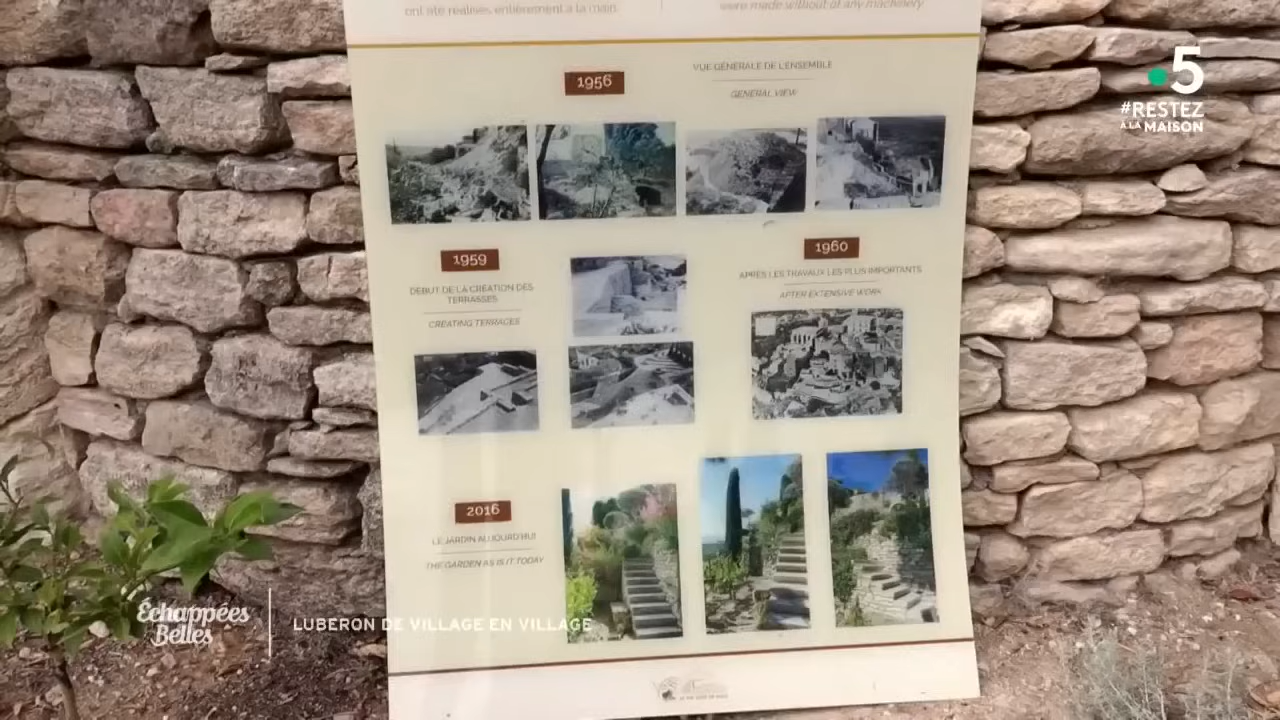 ont été réalisés entièrement à la main.
were made without of any machinery
5
#RESTEZ
À LA MAISON
1956
VUE GÉNÉRALE DE L'ENSEMBLE
GENERAL VIEW
1959
DÉBUT DE LA CRÉATION DES
TERRASSES
CREATING TERRACES
1960
APRÈS LES TRAVAUX LES PLUS IMPORTANTS
AFTER EXTENSIVE WORK
2016
LE JARDIN AUJOURD'HUI
THE GARDEN AS IS IT TODAY
Échappées
Belles
LUBERON DE VILLAGE EN VILLAGE